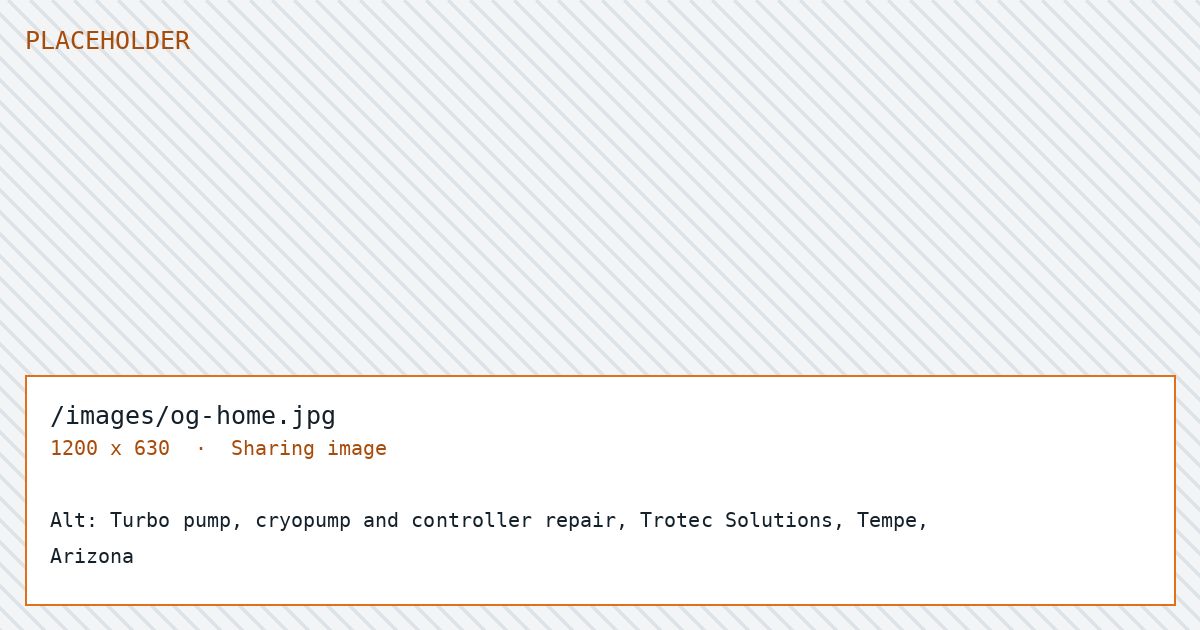 PLACEHOLDER
/images/og-home.jpg
1200 x 630 · Sharing image
Alt: Turbo pump, cryopump and controller repair, Trotec Solutions, Tempe,
Arizona